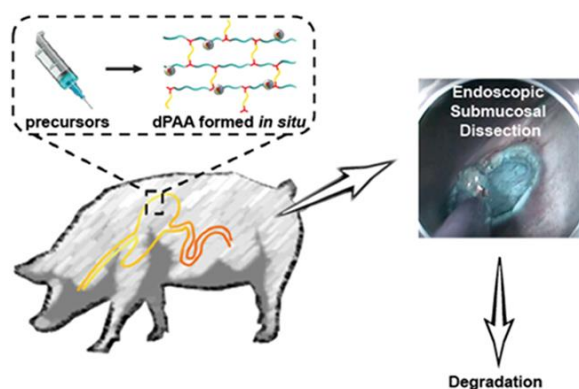 precursors
dPAA formed in situ
Endoscopic
Submucosal
Dissection
Degradation